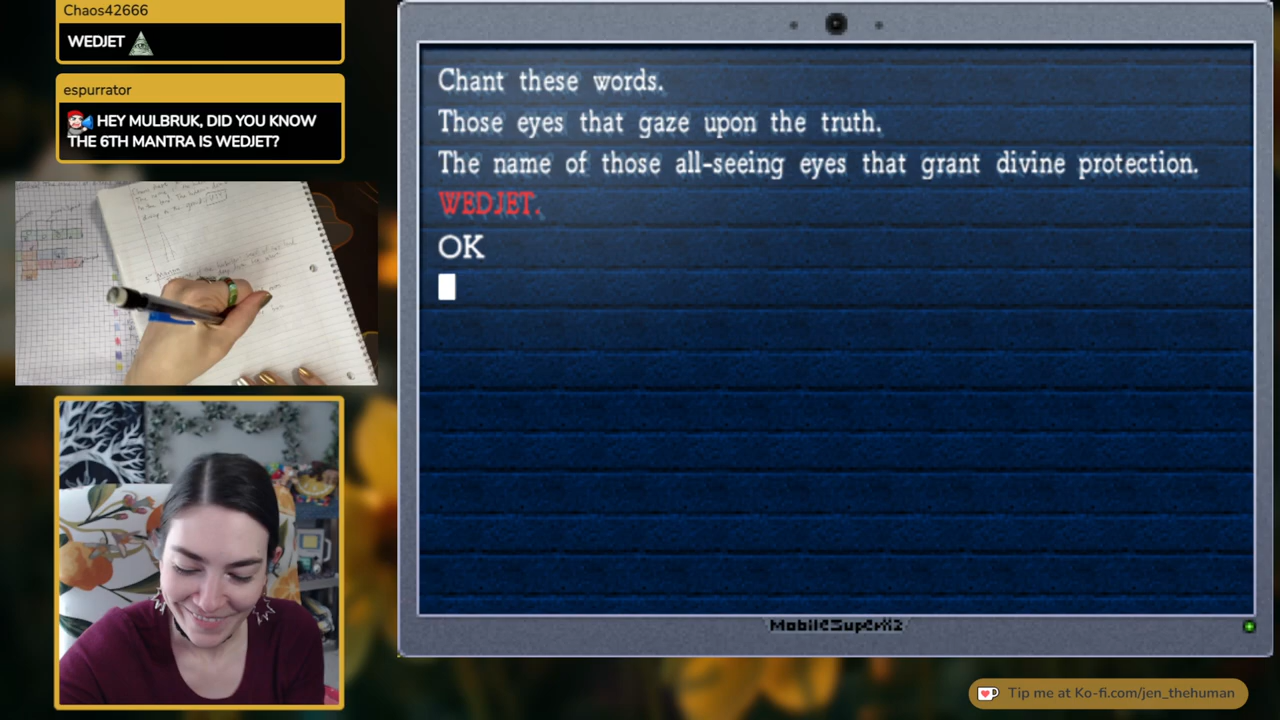 Chaos42666
WEDJET
espurrator
HEY MULBRUK, DID YOU KNOW
THE 6TH MANTRA IS WEDJET?
Chant these words.
Those eyes that gaze upon the truth.
The name of those all-seeing eyes that grant divine protection.
WEDJET.
OK
MobileSuperX2
Tip me at Ko-fi.com/jen_thehuman